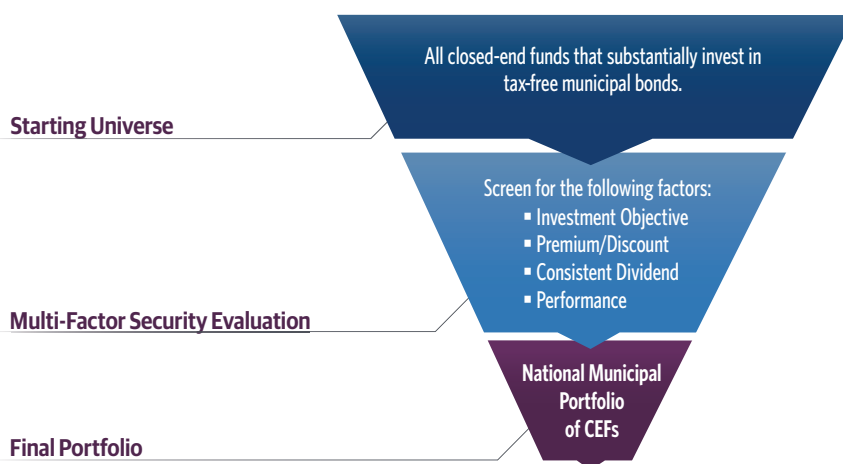 All closed-end funds that substantially invest in
tax-free municipal bonds.
Starting Universe
Screen for the following factors:
▪ Investment Objective
▪ Premium/Discount
▪ Consistent Dividend
▪ Performance
Multi-Factor Security Evaluation
National Municipal
Portfolio
of CEFs
Final Portfolio